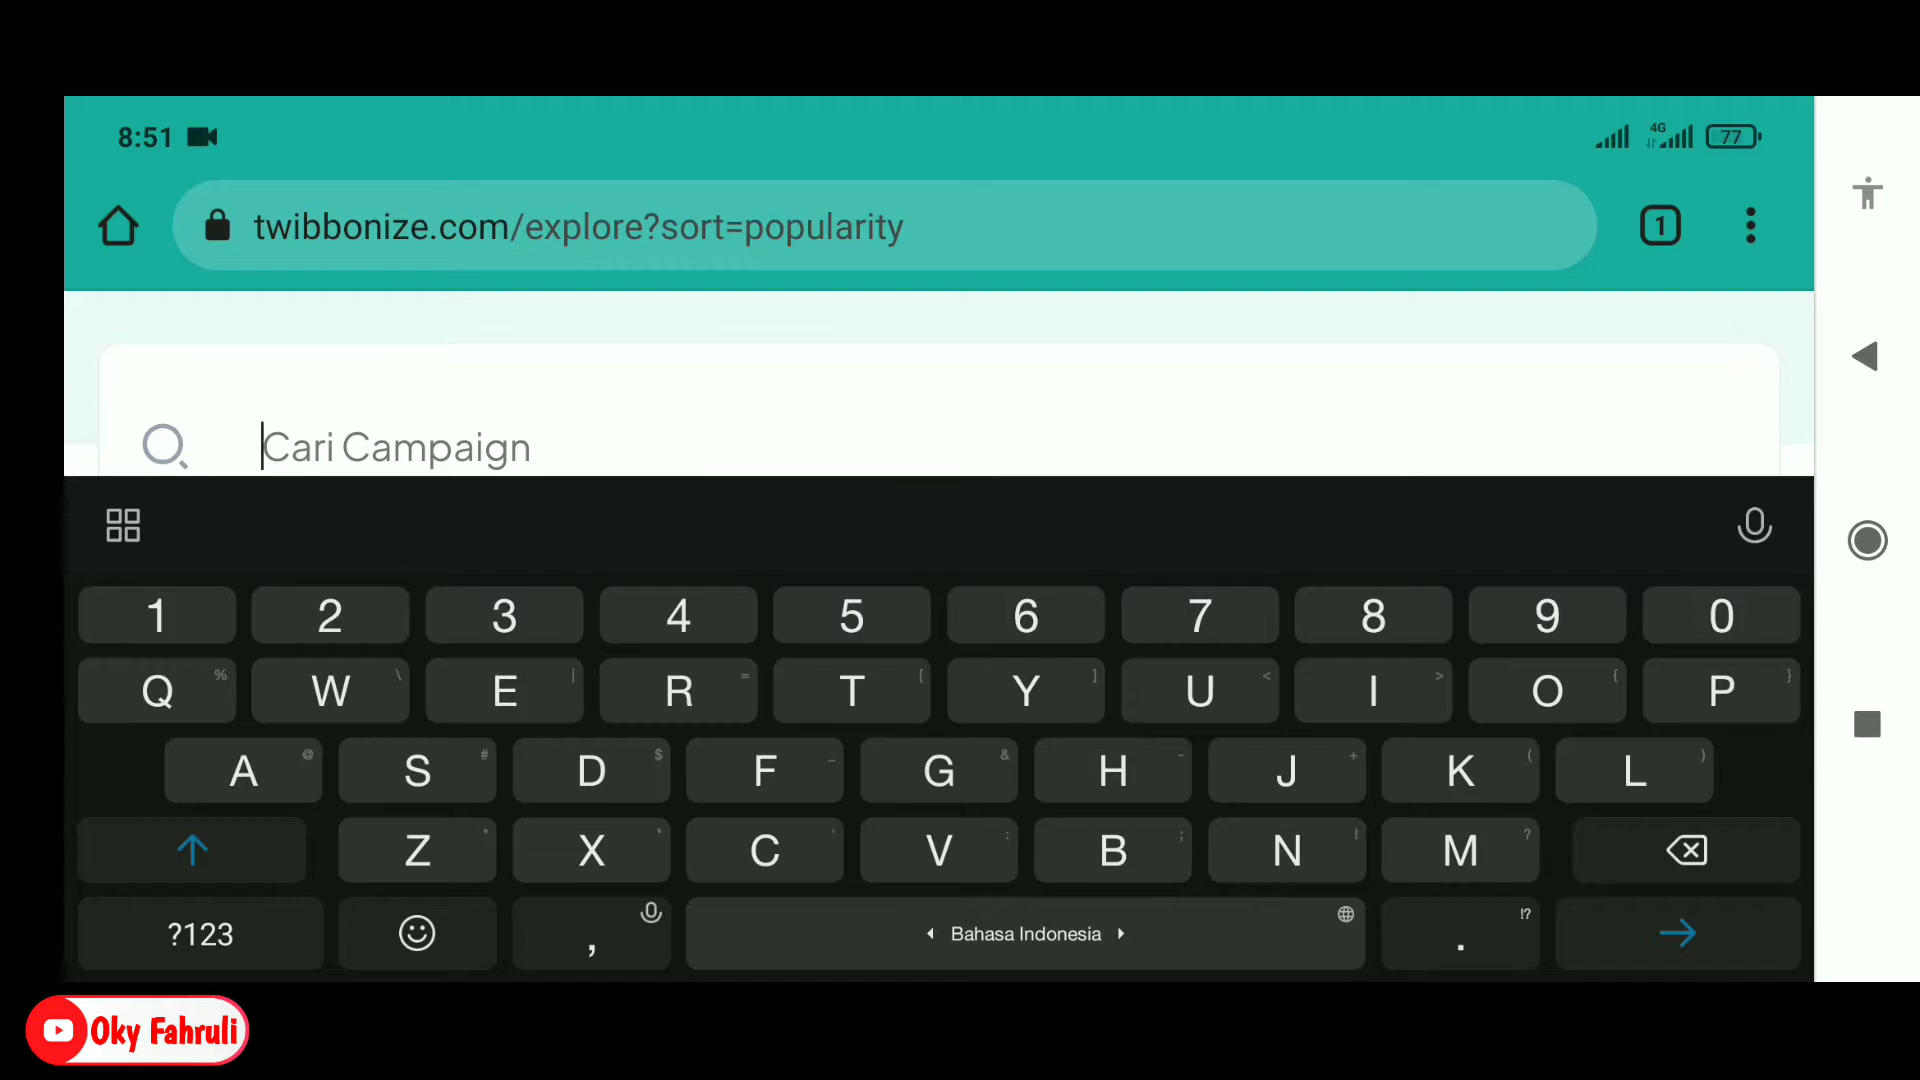 8:51 4G 77
twibbonize.com/explore?sort=popularity 1
Cari Campaign
1 2 3 4 5 6 7 8 9 0
Q % W \ E | R = T [ Y ] U < I > O { P }
A @ S # D $ F _ G & H - J + K ( L )
Z * X " C ' V : B ; N ! M ?
?123 , Bahasa Indonesia . !?
Oky Fahruli